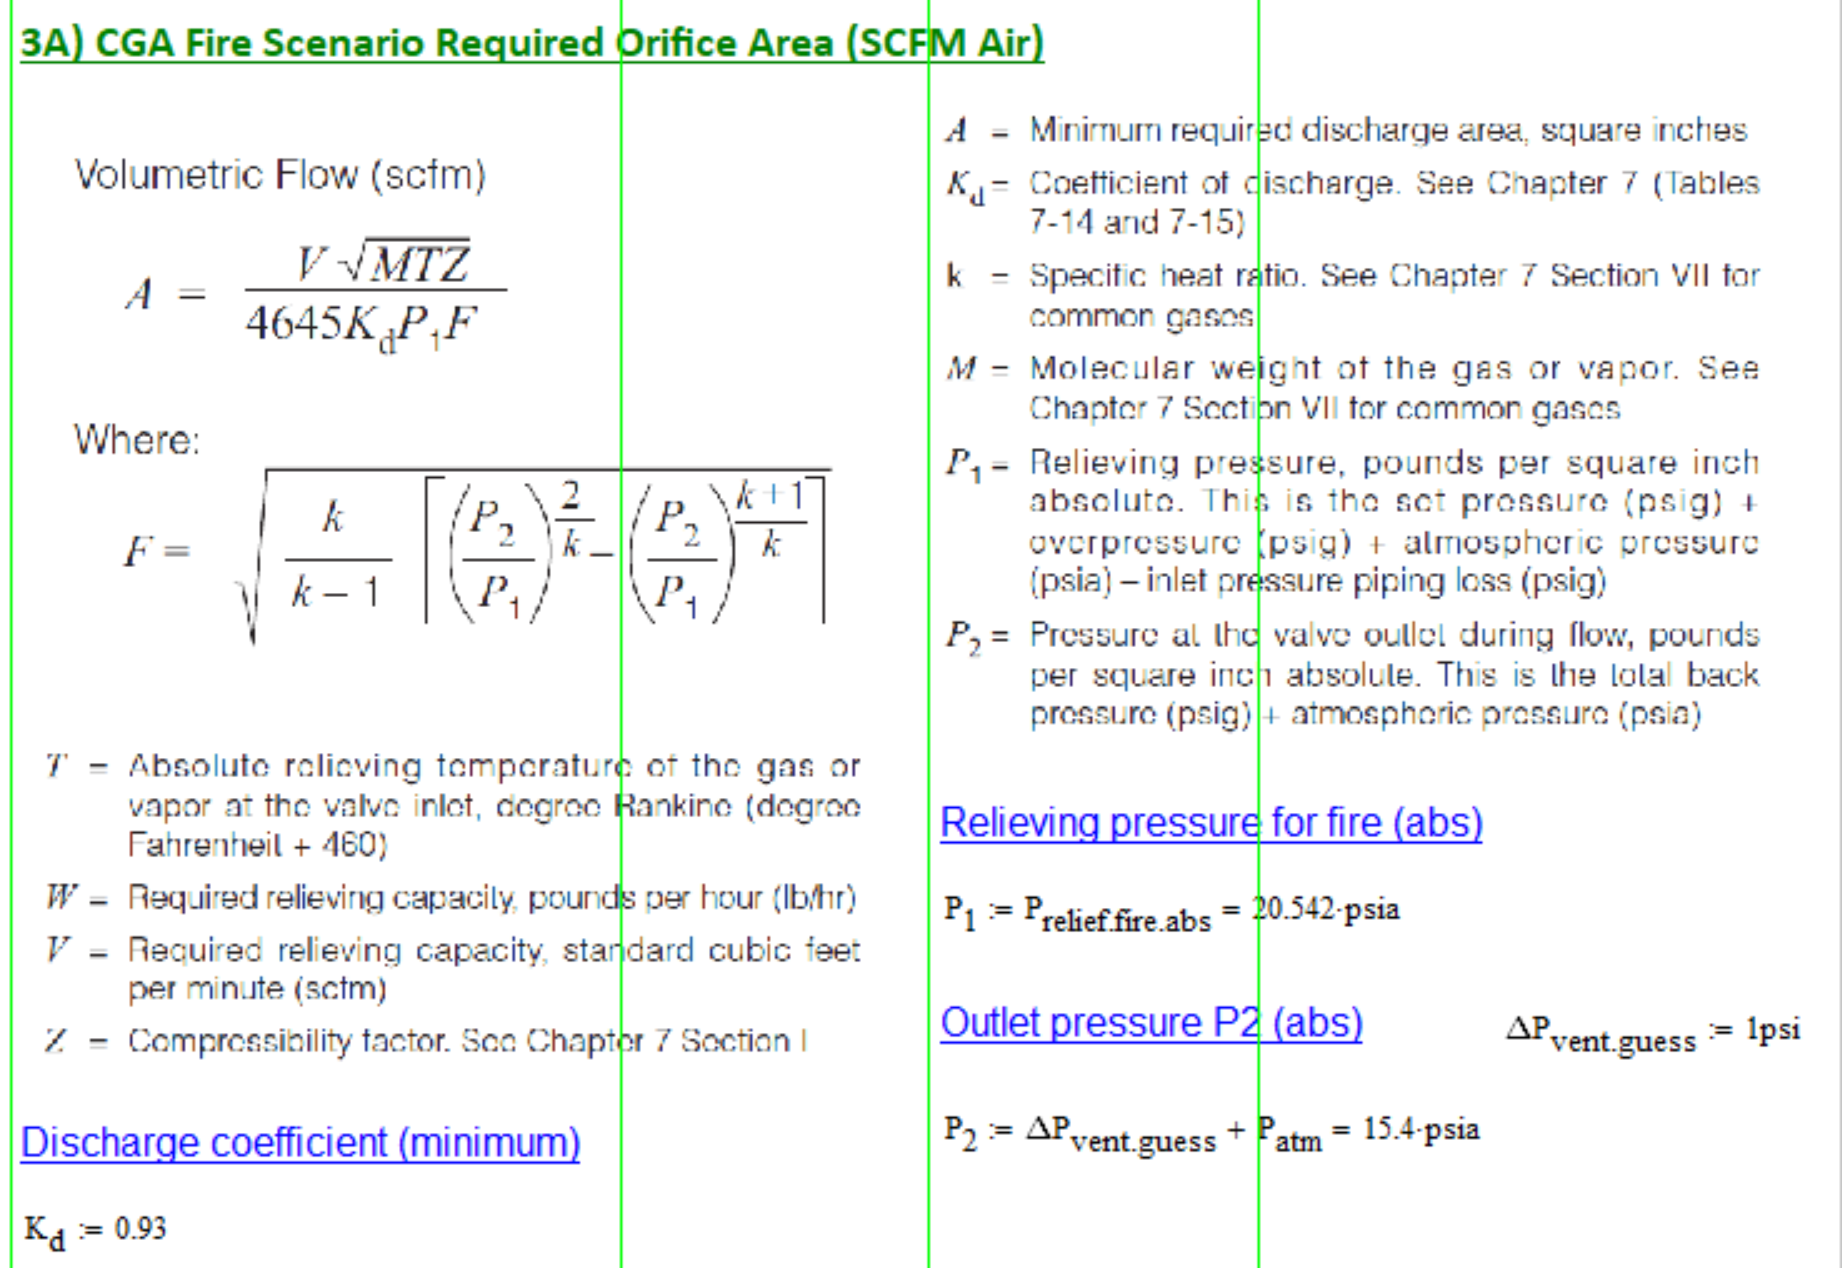 3A) CGA Fire Scenario Required Orifice Area (SCFM Air)
Volumetric Flow (scfm)
A = V √MTZ / 4645K_d P_1 F
Where:
F = √( k / (k − 1) [ (P_2 / P_1)^(2/k) − (P_2 / P_1)^((k+1)/k) ] )
T = Absolute relieving temperature of the gas or
vapor at the valve inlet, degree Rankine (degree
Fahrenheit + 460)
W = Required relieving capacity, pounds per hour (lb/hr)
V = Required relieving capacity, standard cubic feet
per minute (scfm)
Z = Compressibility factor. See Chapter 7 Section I
Discharge coefficient (minimum)
K_d := 0.93
A = Minimum required discharge area, square inches
K_d = Coefficient of discharge. See Chapter 7 (Tables
7-14 and 7-15)
k = Specific heat ratio. See Chapter 7 Section VII for
common gases
M = Molecular weight of the gas or vapor. See
Chapter 7 Section VII for common gases
P_1 = Relieving pressure, pounds per square inch
absolute. This is the set pressure (psig) +
overpressure (psig) + atmospheric pressure
(psia) – inlet pressure piping loss (psig)
P_2 = Pressure at the valve outlet during flow, pounds
per square inch absolute. This is the total back
pressure (psig) + atmospheric pressure (psia)
Relieving pressure for fire (abs)
P_1 := P_relief.fire.abs = 20.542·psia
Outlet pressure P2 (abs)
ΔP_vent.guess := 1psi
P_2 := ΔP_vent.guess + P_atm = 15.4·psia